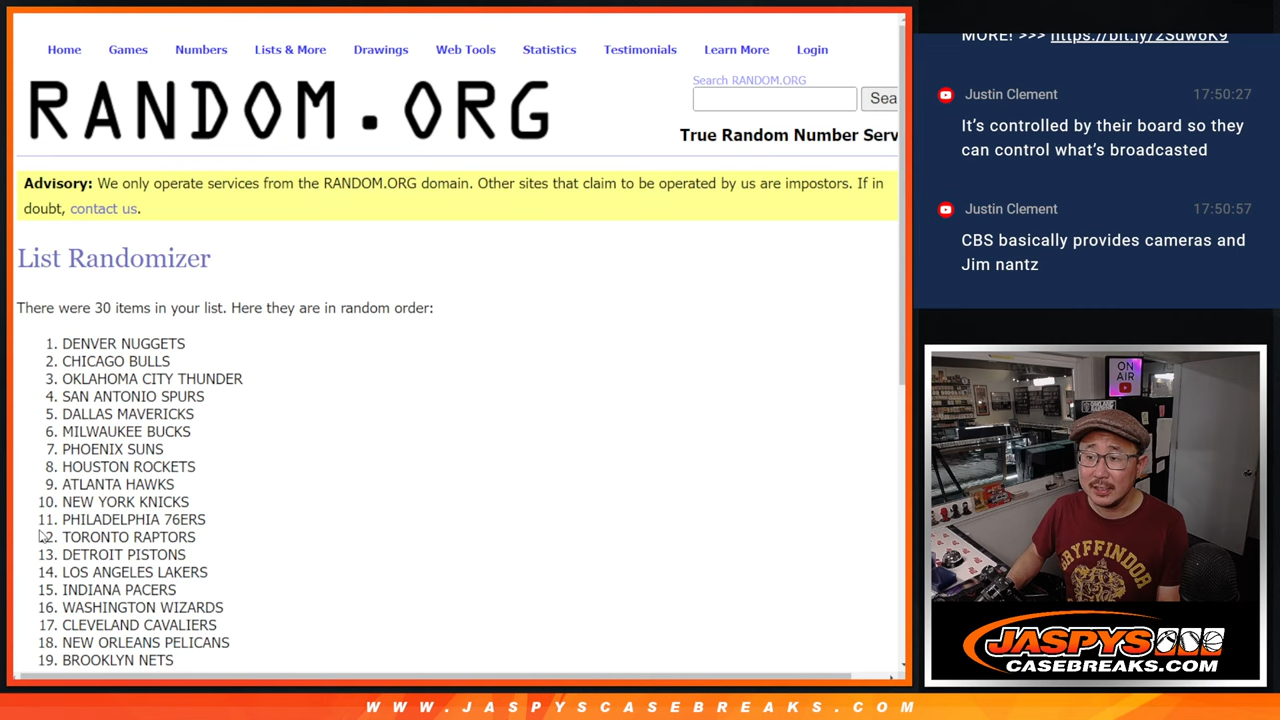 Home Games Numbers Lists & More Drawings Web Tools Statistics Testimonials Learn More Login
RANDOM.ORG
Search RANDOM.ORG
Sea
True Random Number Serv
Advisory: We only operate services from the RANDOM.ORG domain. Other sites that claim to be operated by us are impostors. If in
doubt, contact us.
List Randomizer
There were 30 items in your list. Here they are in random order:
1. DENVER NUGGETS
2. CHICAGO BULLS
3. OKLAHOMA CITY THUNDER
4. SAN ANTONIO SPURS
5. DALLAS MAVERICKS
6. MILWAUKEE BUCKS
7. PHOENIX SUNS
8. HOUSTON ROCKETS
9. ATLANTA HAWKS
10. NEW YORK KNICKS
11. PHILADELPHIA 76ERS
12. TORONTO RAPTORS
13. DETROIT PISTONS
14. LOS ANGELES LAKERS
15. INDIANA PACERS
16. WASHINGTON WIZARDS
17. CLEVELAND CAVALIERS
18. NEW ORLEANS PELICANS
19. BROOKLYN NETS
MORE! >>> https://bit.ly/2Sdw6K9
Justin Clement 17:50:27
It's controlled by their board so they
can control what's broadcasted
Justin Clement 17:50:57
CBS basically provides cameras and
Jim nantz
ON
AIR
GRYFFINDOR
JASPYS
CASEBREAKS.COM
WWW.JASPYSCASEBREAKS.COM